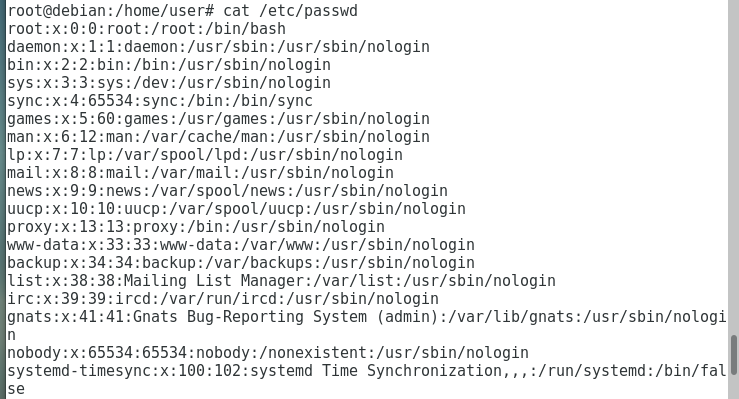 root@debian:/home/user# cat /etc/passwd
root:x:0:0:root:/root:/bin/bash
daemon:x:1:1:daemon:/usr/sbin:/usr/sbin/nologin
bin:x:2:2:bin:/bin:/usr/sbin/nologin
sys:x:3:3:sys:/dev:/usr/sbin/nologin
sync:x:4:65534:sync:/bin:/bin/sync
games:x:5:60:games:/usr/games:/usr/sbin/nologin
man:x:6:12:man:/var/cache/man:/usr/sbin/nologin
lp:x:7:7:lp:/var/spool/lpd:/usr/sbin/nologin
mail:x:8:8:mail:/var/mail:/usr/sbin/nologin
news:x:9:9:news:/var/spool/news:/usr/sbin/nologin
uucp:x:10:10:uucp:/var/spool/uucp:/usr/sbin/nologin
proxy:x:13:13:proxy:/bin:/usr/sbin/nologin
www-data:x:33:33:www-data:/var/www:/usr/sbin/nologin
backup:x:34:34:backup:/var/backups:/usr/sbin/nologin
list:x:38:38:Mailing List Manager:/var/list:/usr/sbin/nologin
irc:x:39:39:ircd:/var/run/ircd:/usr/sbin/nologin
gnats:x:41:41:Gnats Bug-Reporting System (admin):/var/lib/gnats:/usr/sbin/nologi
n
nobody:x:65534:65534:nobody:/nonexistent:/usr/sbin/nologin
systemd-timesync:x:100:102:systemd Time Synchronization,,,:/run/systemd:/bin/fal
se